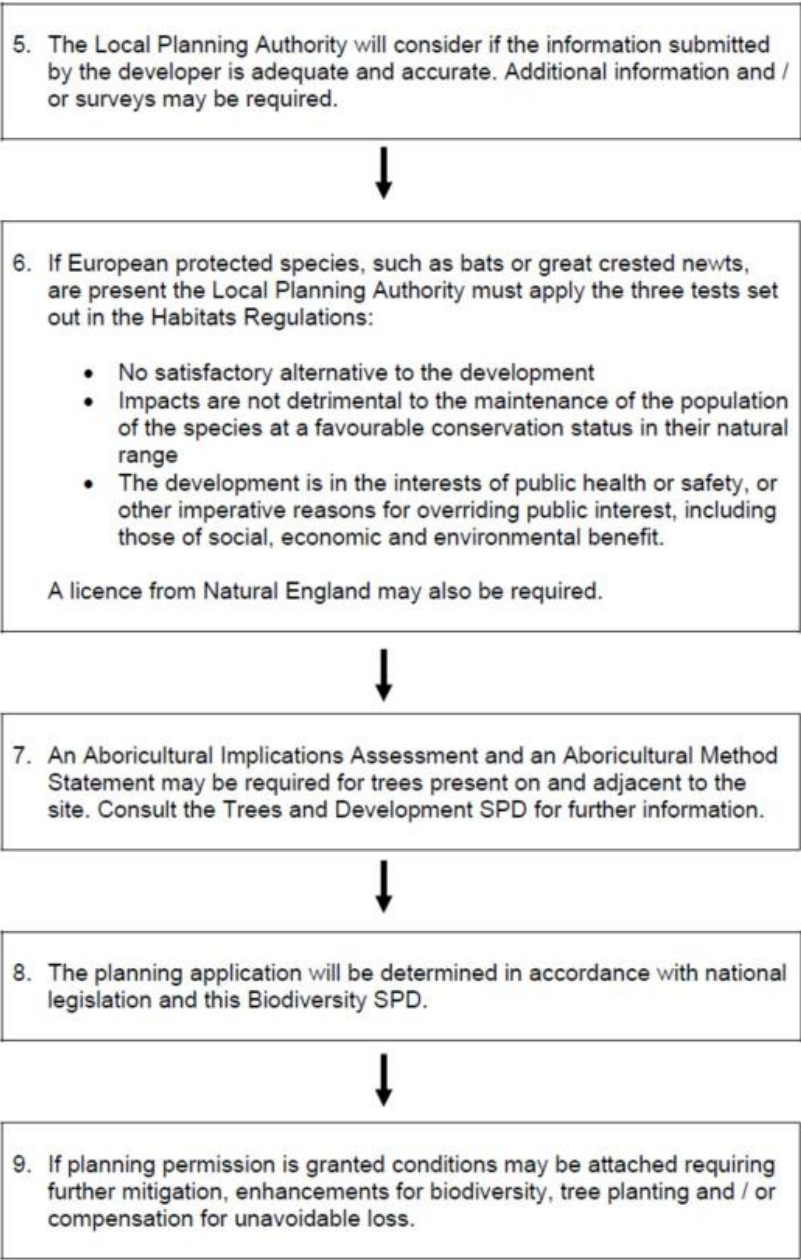 5. The Local Planning Authority will consider if the information submitted
by the developer is adequate and accurate. Additional information and /
or surveys may be required.
6. If European protected species, such as bats or great crested newts,
are present the Local Planning Authority must apply the three tests set
out in the Habitats Regulations:
• No satisfactory alternative to the development
• Impacts are not detrimental to the maintenance of the population
of the species at a favourable conservation status in their natural
range
• The development is in the interests of public health or safety, or
other imperative reasons for overriding public interest, including
those of social, economic and environmental benefit.
A licence from Natural England may also be required.
7. An Aboricultural Implications Assessment and an Aboricultural Method
Statement may be required for trees present on and adjacent to the
site. Consult the Trees and Development SPD for further information.
8. The planning application will be determined in accordance with national
legislation and this Biodiversity SPD.
9. If planning permission is granted conditions may be attached requiring
further mitigation, enhancements for biodiversity, tree planting and / or
compensation for unavoidable loss.